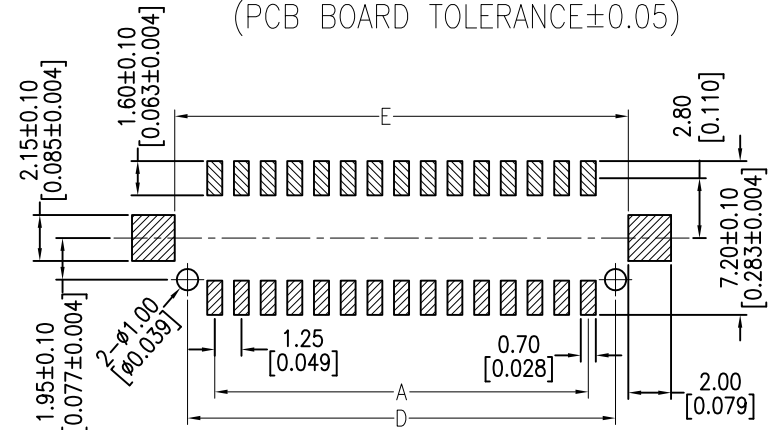 (PCB BOARD TOLERANCE±0.05)
1.60±0.10
[0.063±0.004]
2.15±0.10
[0.085±0.004]
E
2.80
[0.110]
7.20±0.10
[0.283±0.004]
1.95±0.10
[0.077±0.004]
2-ø1.00
[ø0.039]
1.25
[0.049]
0.70
[0.028]
A
D
2.00
[0.079]